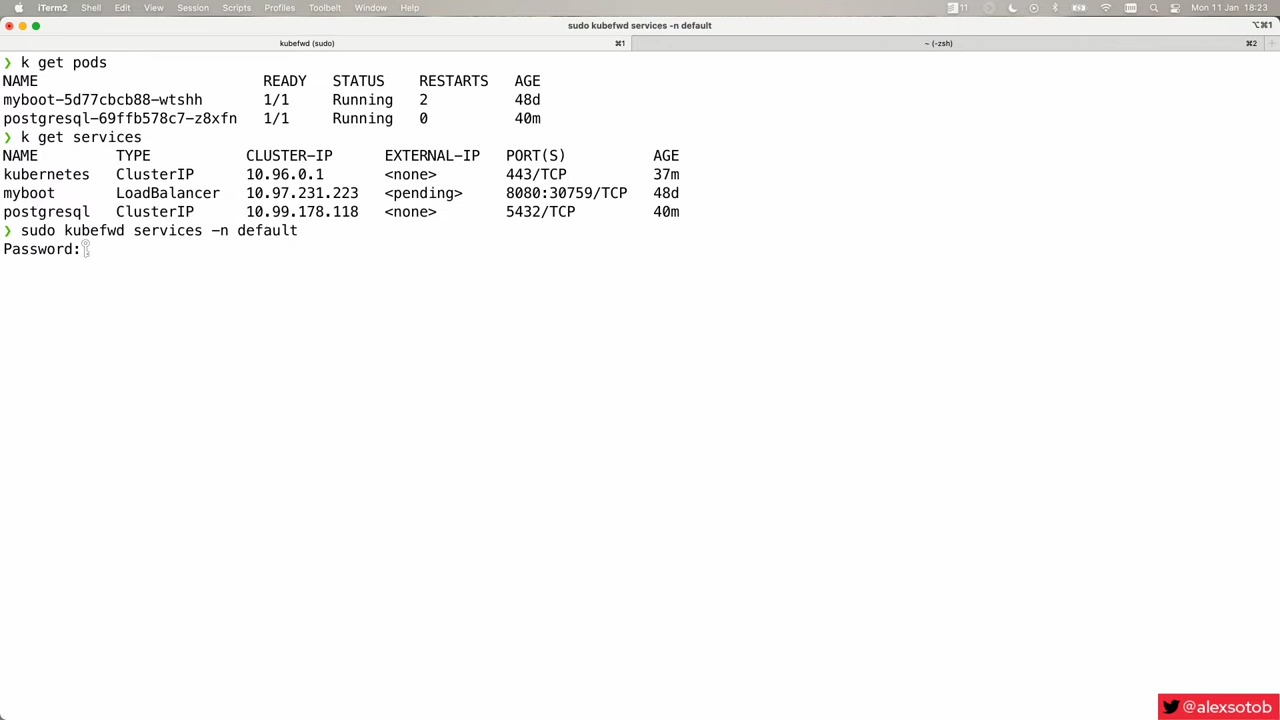 iTerm2 Shell Edit View Session Scripts Profiles Toolbelt Window Help 11 Mon 11 Jan 18:23
sudo kubefwd services -n default ⌥⌘1
kubefwd (sudo) ⌘1 ~ (-zsh) ⌘2 +
❯ k get pods
NAME READY STATUS RESTARTS AGE
myboot-5d77cbcb88-wtshh 1/1 Running 2 48d
postgresql-69ffb578c7-z8xfn 1/1 Running 0 40m
❯ k get services
NAME TYPE CLUSTER-IP EXTERNAL-IP PORT(S) AGE
kubernetes ClusterIP 10.96.0.1 <none> 443/TCP 37m
myboot LoadBalancer 10.97.231.223 <pending> 8080:30759/TCP 48d
postgresql ClusterIP 10.99.178.118 <none> 5432/TCP 40m
❯ sudo kubefwd services -n default
Password:
@alexsotob